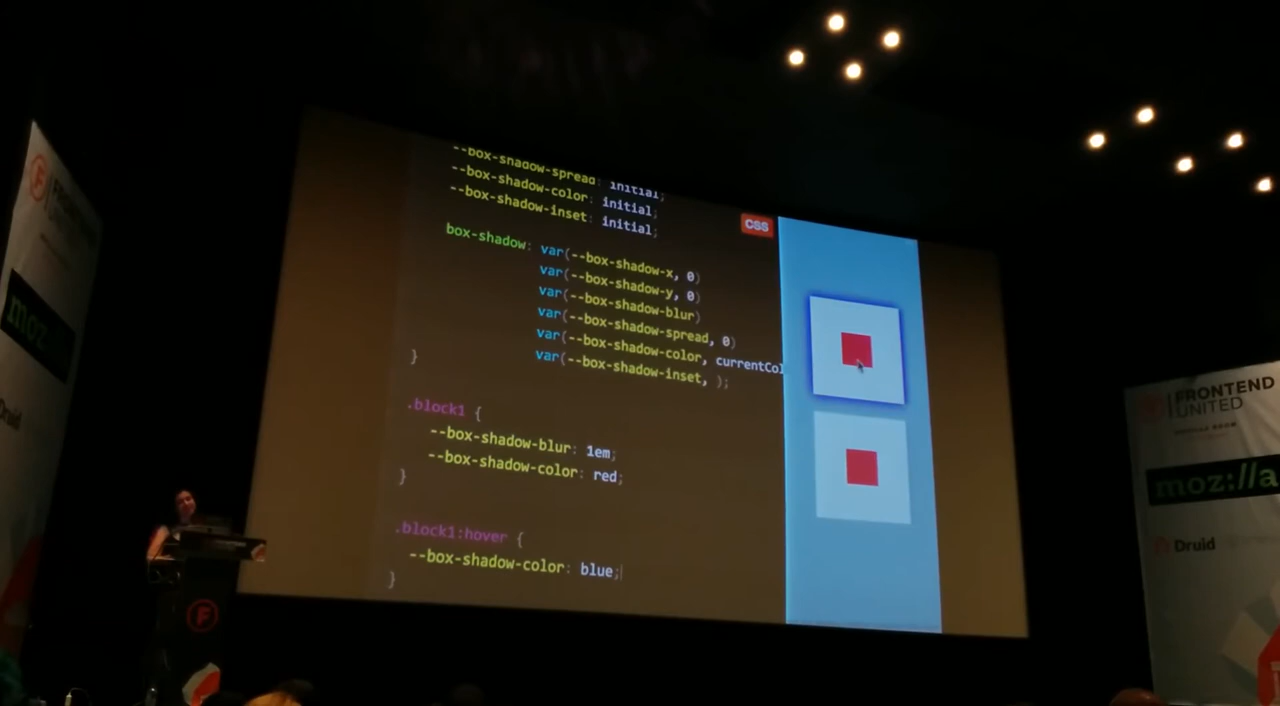 --box-shadow-spread: initial;
--box-shadow-color: initial;
--box-shadow-inset: initial;
CSS
box-shadow: var(--box-shadow-x, 0)
var(--box-shadow-y, 0)
var(--box-shadow-blur)
var(--box-shadow-spread, 0)
var(--box-shadow-color, currentCol
var(--box-shadow-inset, );
}
.block1 {
--box-shadow-blur: 1em;
--box-shadow-color: red;
}
.block1:hover {
--box-shadow-color: blue;
}
F
moz://a
Druid
F
FRONTEND
UNITED
moz://a
Druid